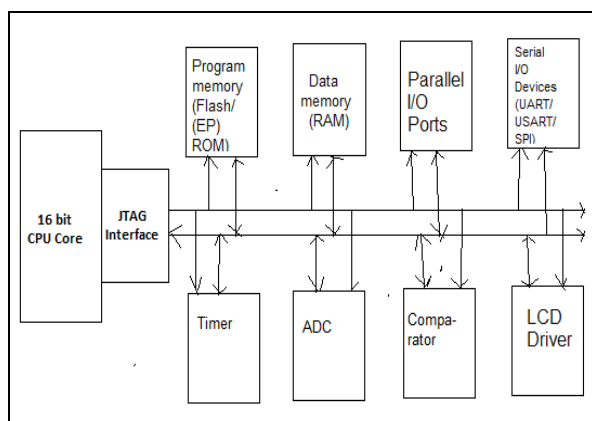 Program
memory
(Flash/
(EP)
ROM)
Data
memory
(RAM)
Parallel
I/O
Ports
Serial
I/O
Devices
(UART/
USART/
SPI)
16 bit
CPU Core
JTAG
Interface
Timer
ADC
Compa-
rator
LCD
Driver